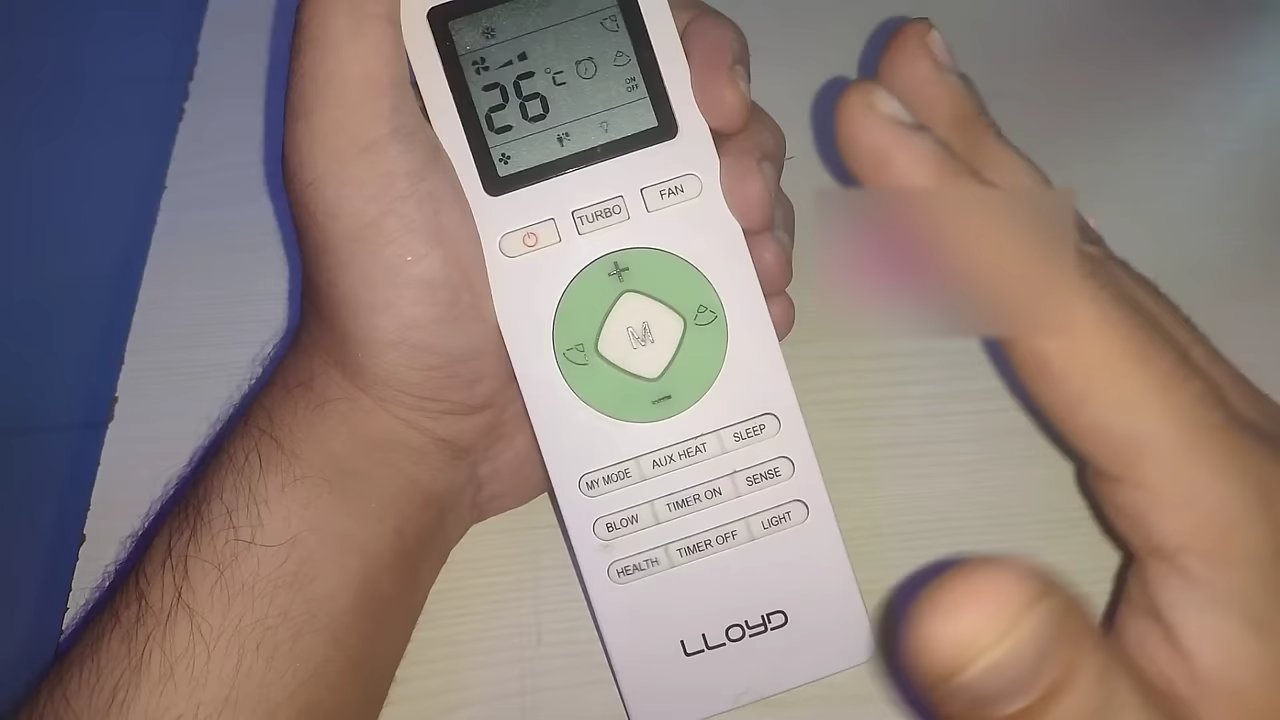 26 °C
ON
OFF
TURBO
FAN
M
MY MODE
AUX HEAT
SLEEP
BLOW
TIMER ON
SENSE
HEALTH
TIMER OFF
LIGHT
LLOYD